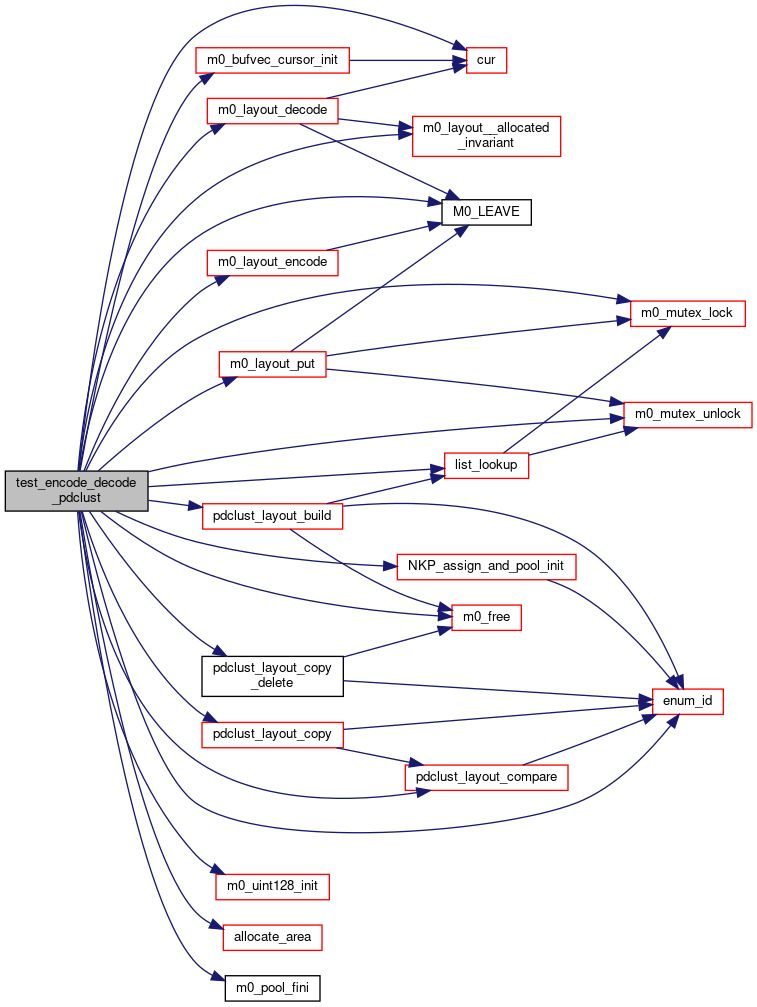 m0_bufvec_cursor_init
cur
m0_layout_decode
m0_layout__allocated
_invariant
M0_LEAVE
m0_layout_encode
m0_mutex_lock
m0_layout_put
m0_mutex_unlock
list_lookup
test_encode_decode
_pdclust
pdclust_layout_build
NKP_assign_and_pool_init
m0_free
pdclust_layout_copy
_delete
enum_id
pdclust_layout_copy
pdclust_layout_compare
m0_uint128_init
allocate_area
m0_pool_fini